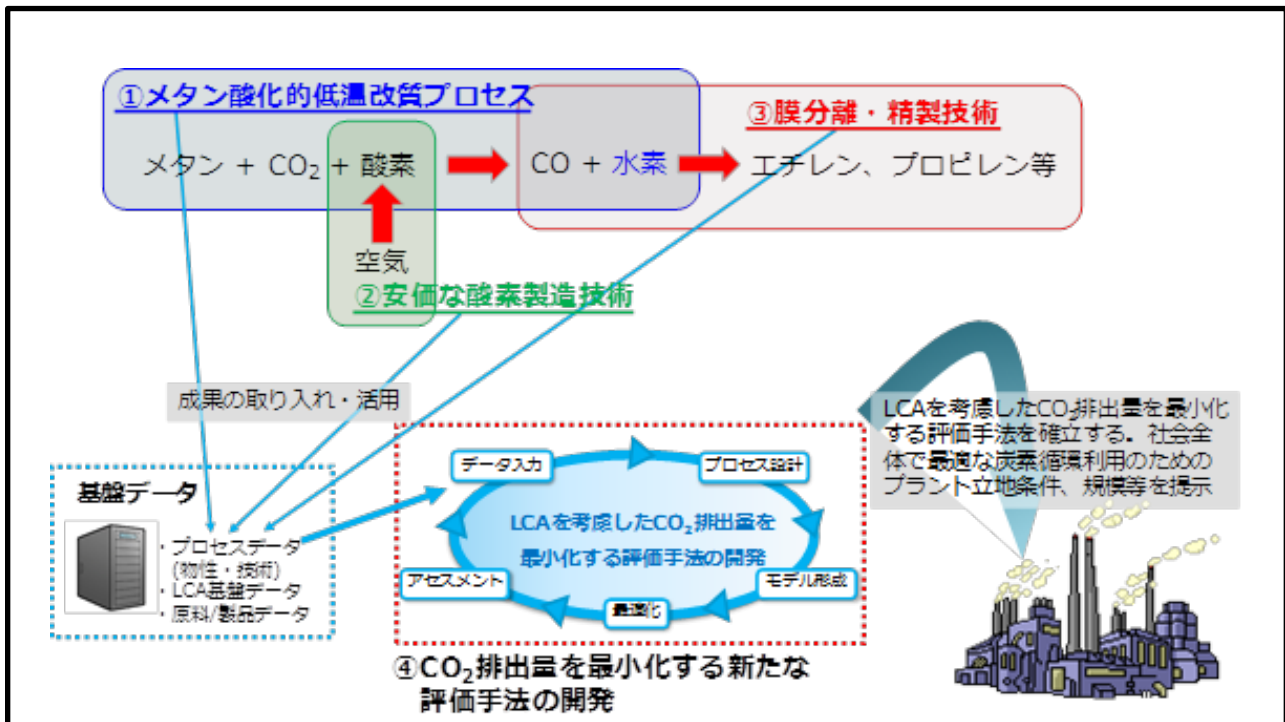 ①メタン酸化的低温改質プロセス
③膜分離・精製技術
メタン + CO₂ + 酸素
CO + 水素
エチレン、プロピレン等
空気
②安価な酸素製造技術
成果の取り入れ・活用
LCAを考慮したCO₂排出量を最小化
する評価手法を確立する。社会全
体で最適な炭素循環利用のための
プラント立地条件、規模等を提示
基盤データ
・プロセスデータ
(物性・技術)
・LCA基盤データ
・原料/製品データ
データ入力
プロセス設計
LCAを考慮したCO₂排出量を
最小化する評価手法の開発
アセスメント
モデル形成
最適化
④CO₂排出量を最小化する新たな
評価手法の開発